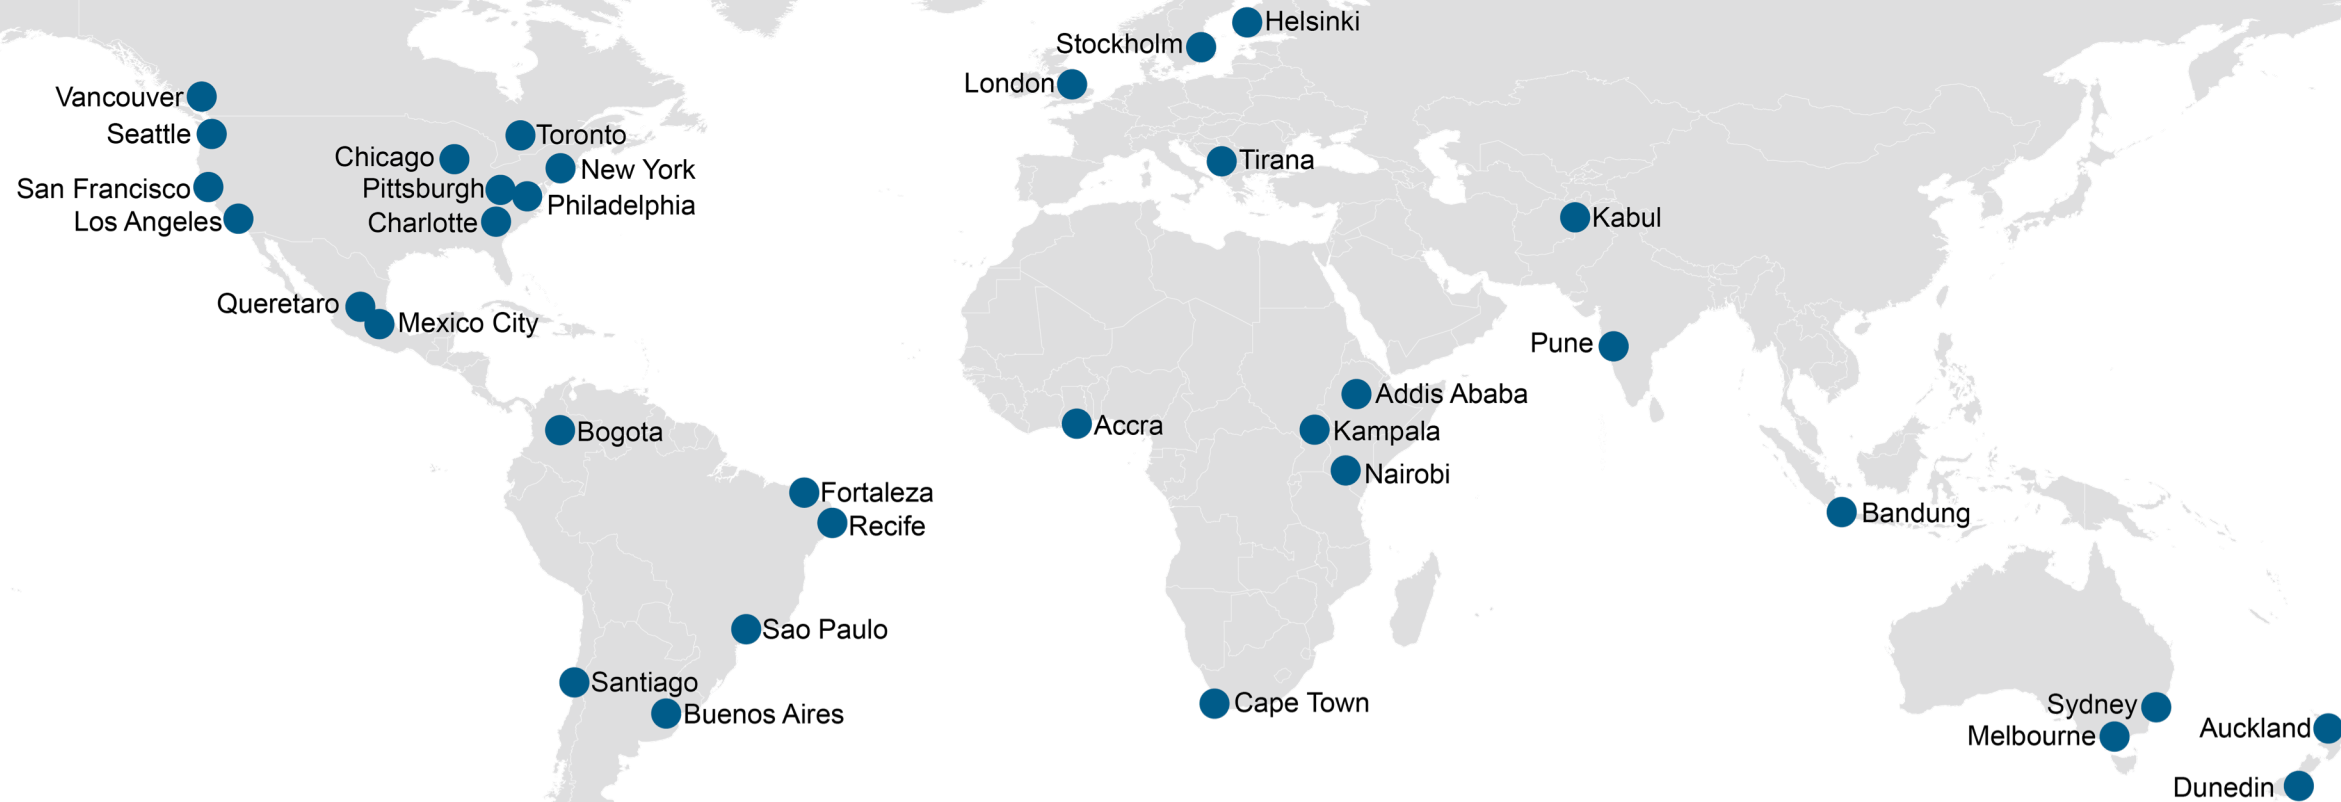 Helsinki
Stockholm
London
Vancouver
Seattle
Toronto
Chicago
New York
Tirana
San Francisco
Pittsburgh
Philadelphia
Los Angeles
Charlotte
Kabul
Queretaro
Mexico City
Pune
Addis Ababa
Bogota
Accra
Kampala
Nairobi
Fortaleza
Recife
Bandung
Sao Paulo
Santiago
Cape Town
Sydney
Buenos Aires
Melbourne
Auckland
Dunedin